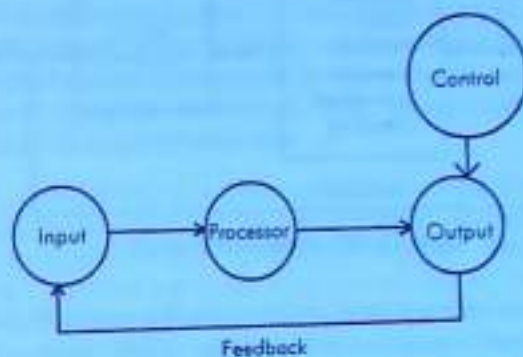 Control
Input
Processor
Output
Feedback